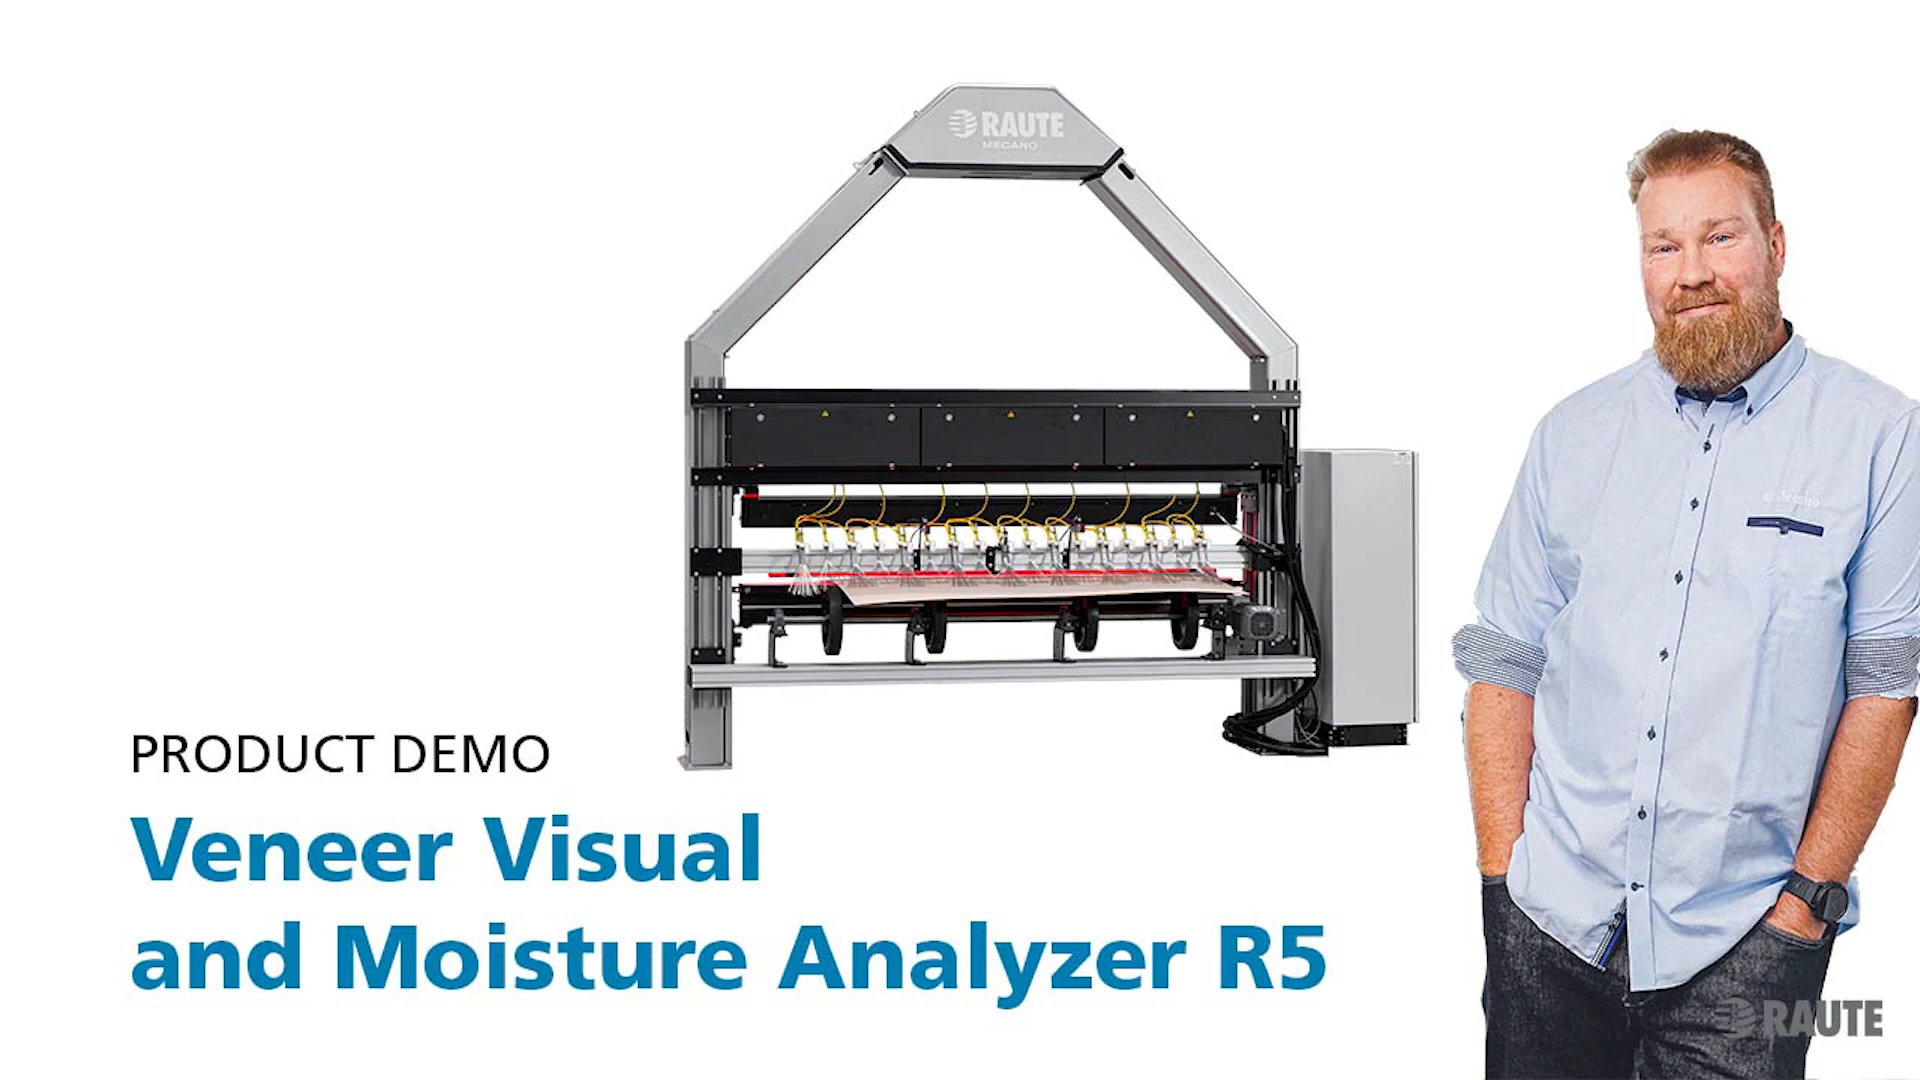 RAUTE
MECANO
PRODUCT DEMO
Veneer Visual
and Moisture Analyzer R5
RAUTE